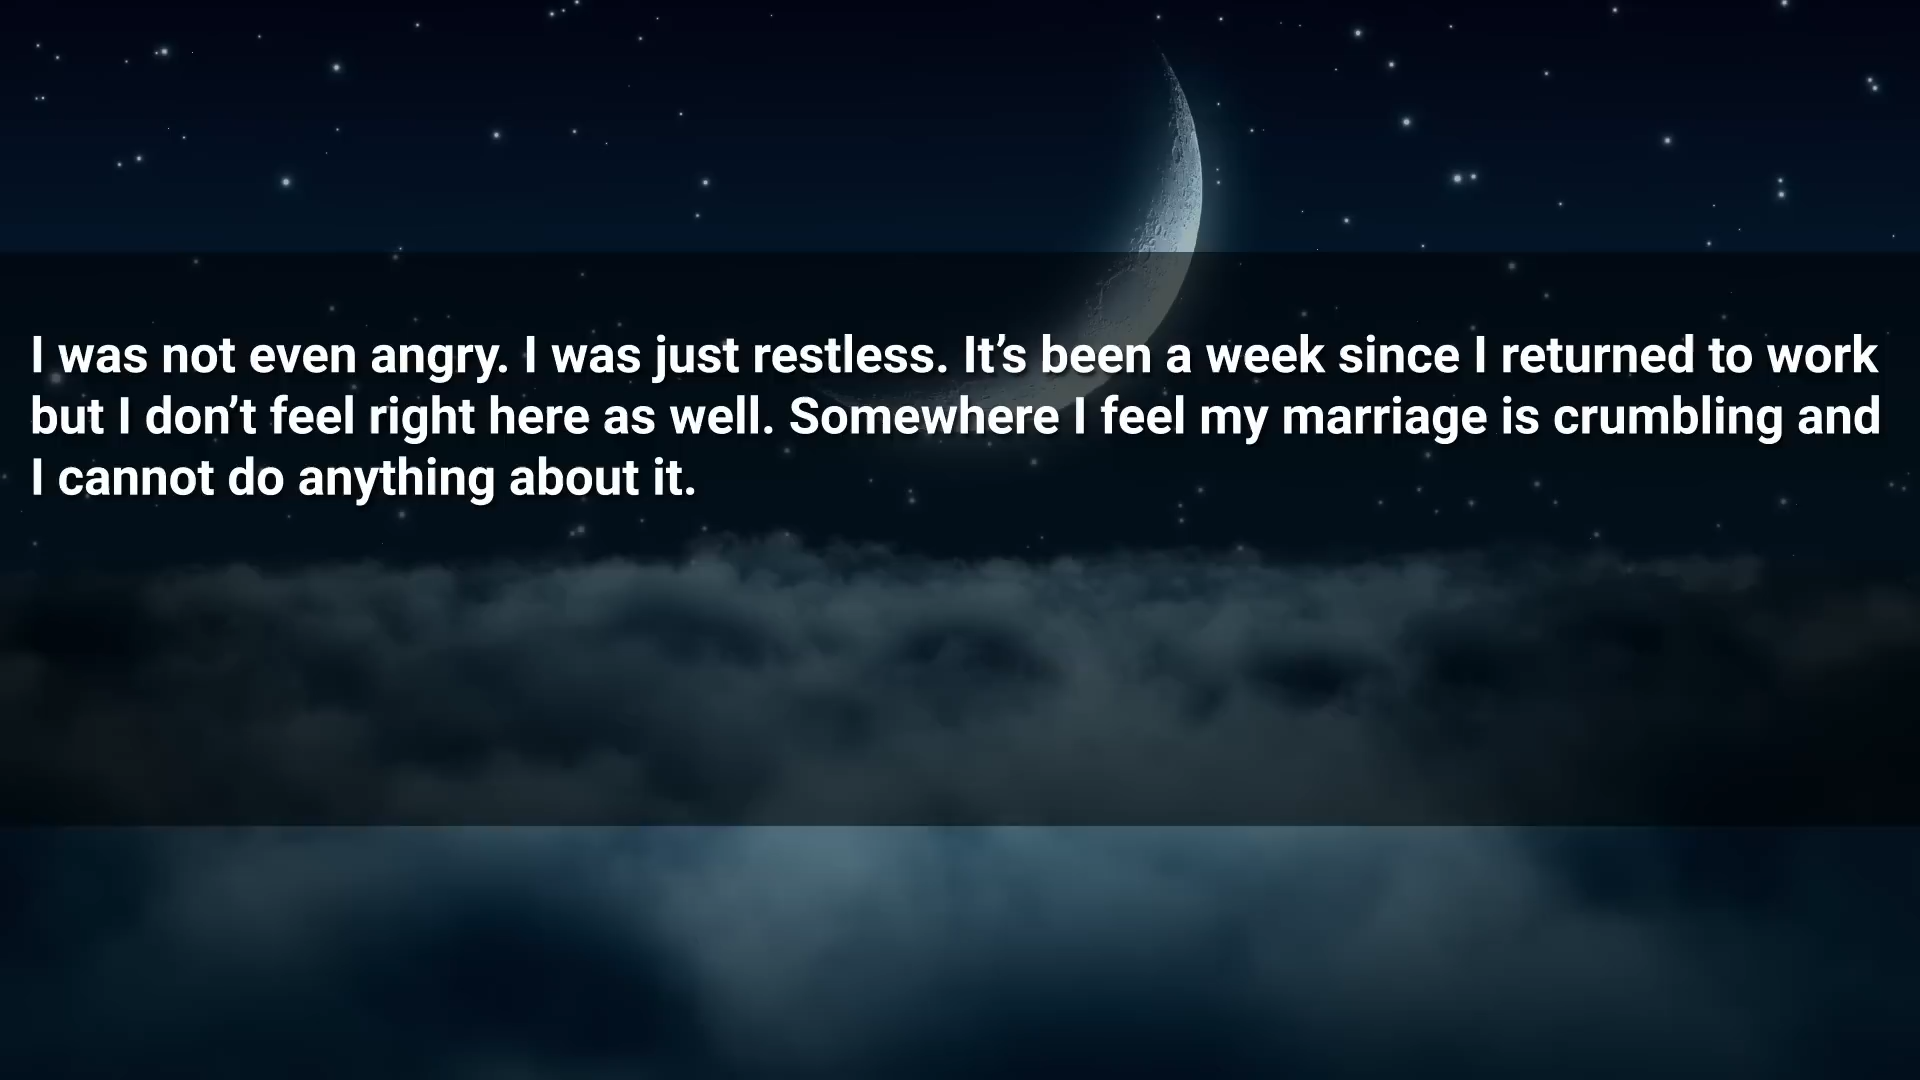 I was not even angry. I was just restless. It’s been a week since I returned to work
but I don’t feel right here as well. Somewhere I feel my marriage is crumbling and
I cannot do anything about it.